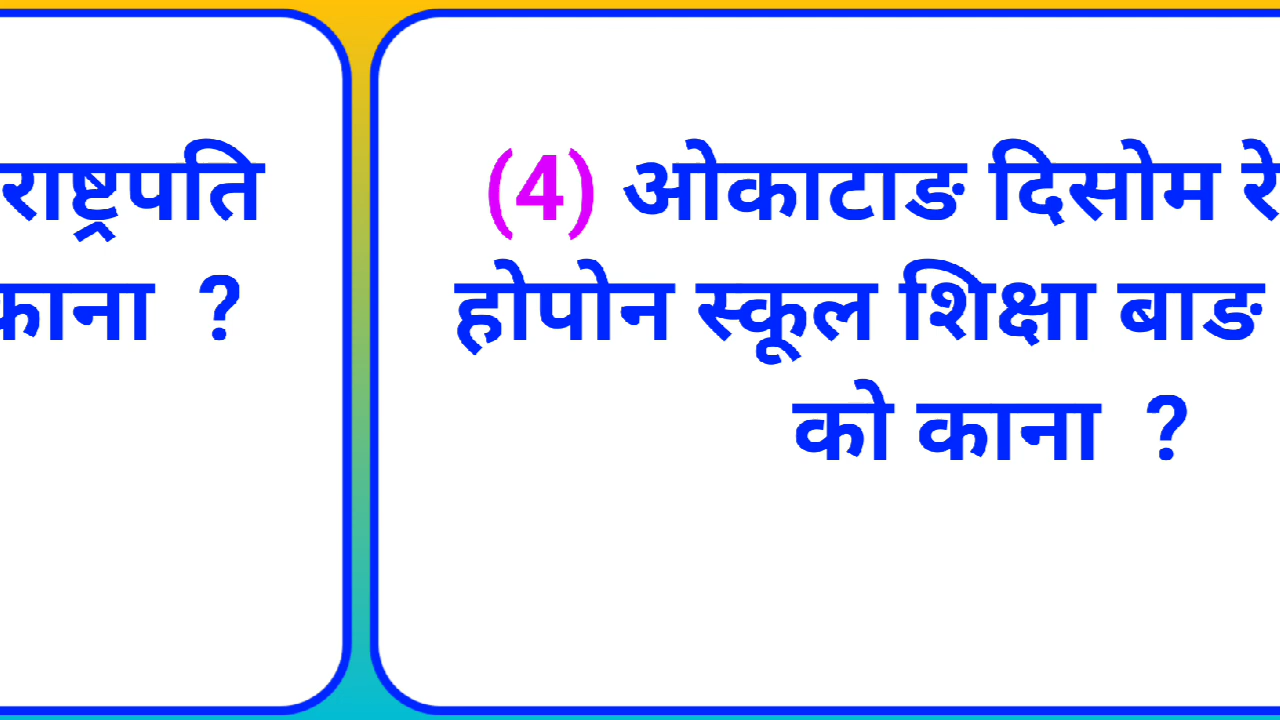 राष्ट्रपति
काना ?
(4) ओकाटाङ दिसोम रे
होपोन स्कूल शिक्षा बाङ
को काना ?